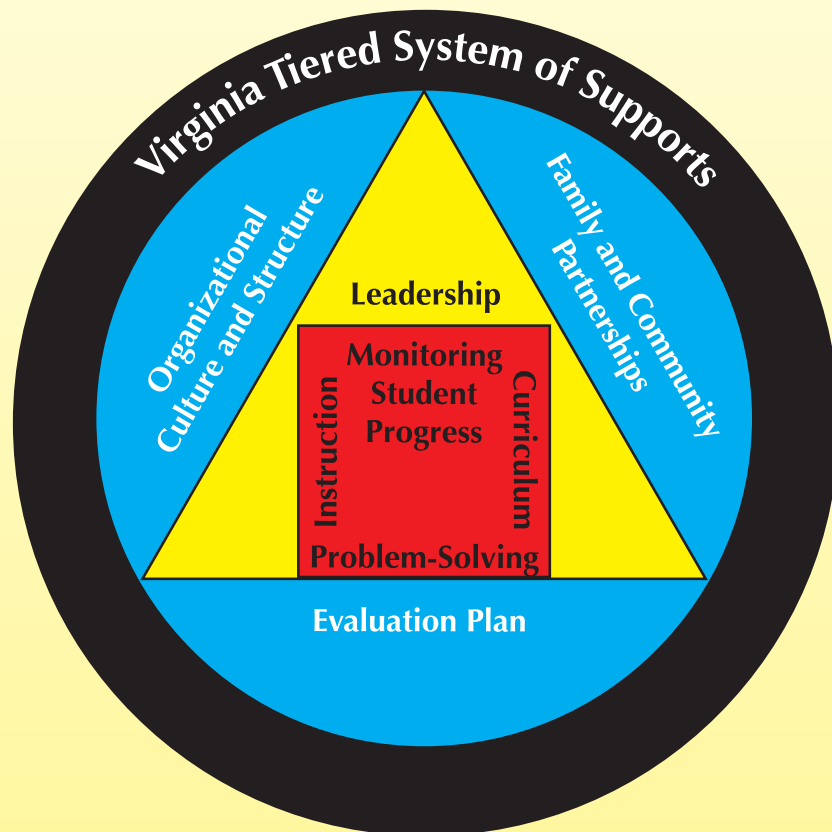 Virginia Tiered System of Supports
Organizational
Culture and Structure
Family and Community
Partnerships
Leadership
Monitoring
Student
Progress
Instruction
Curriculum
Problem-Solving
Evaluation Plan